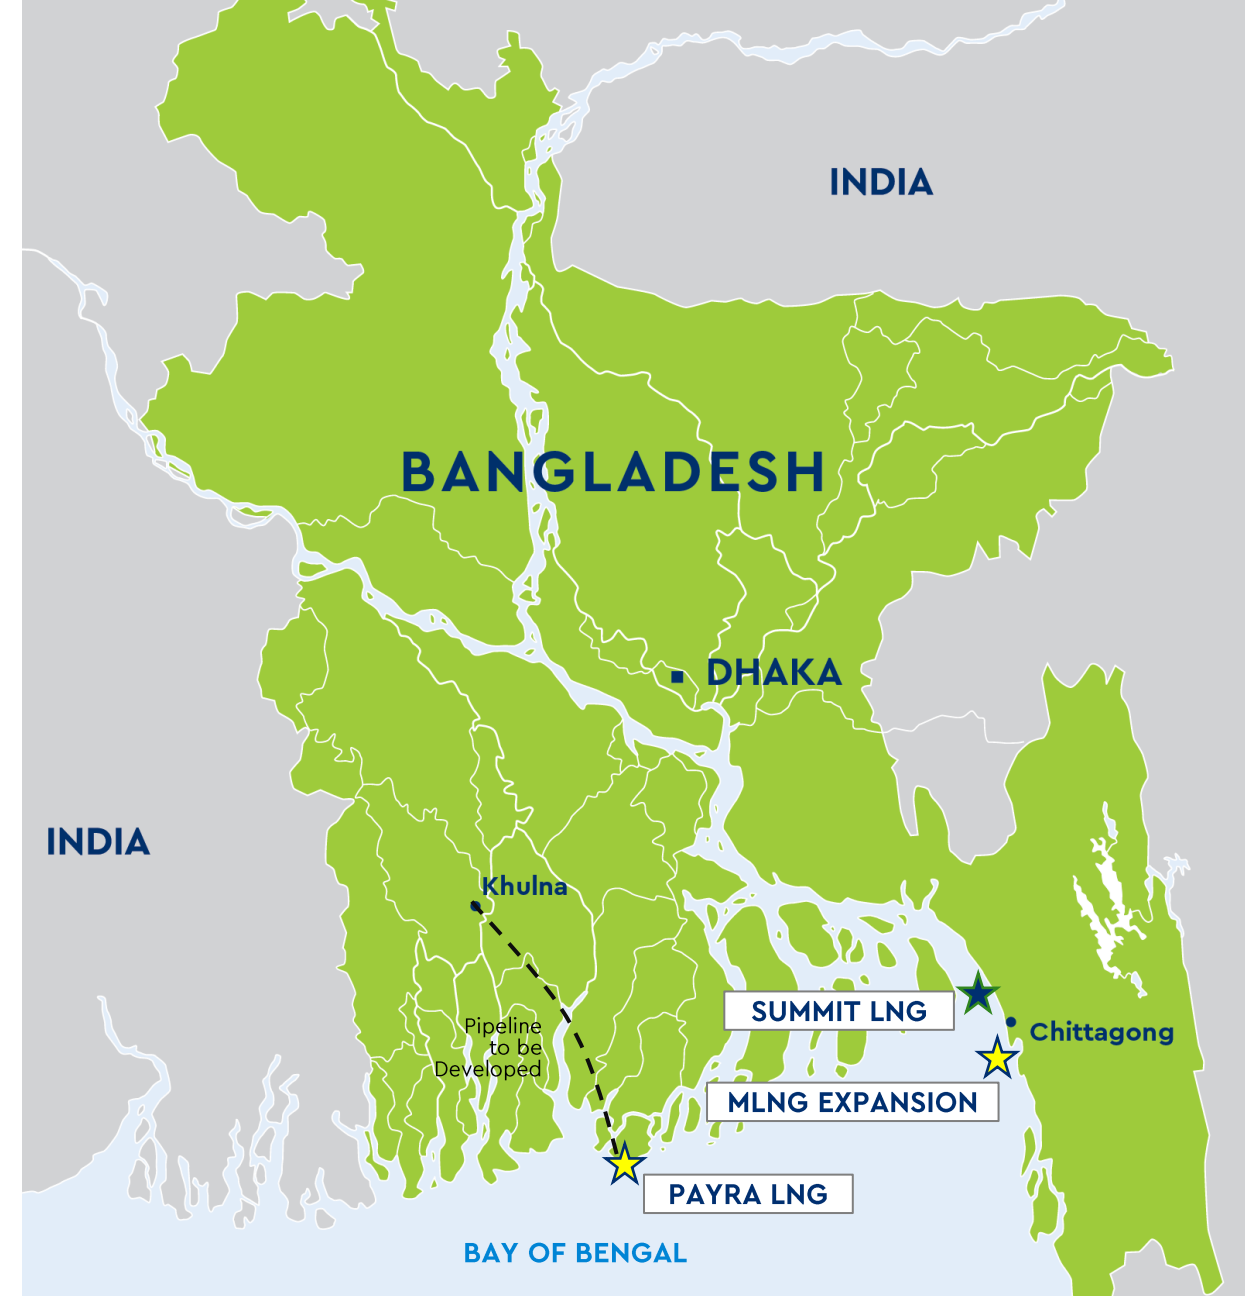 INDIA
BANGLADESH
DHAKA
INDIA
Khulna
SUMMIT LNG
Pipeline
to be
Developed
Chittagong
MLNG EXPANSION
PAYRA LNG
BAY OF BENGAL